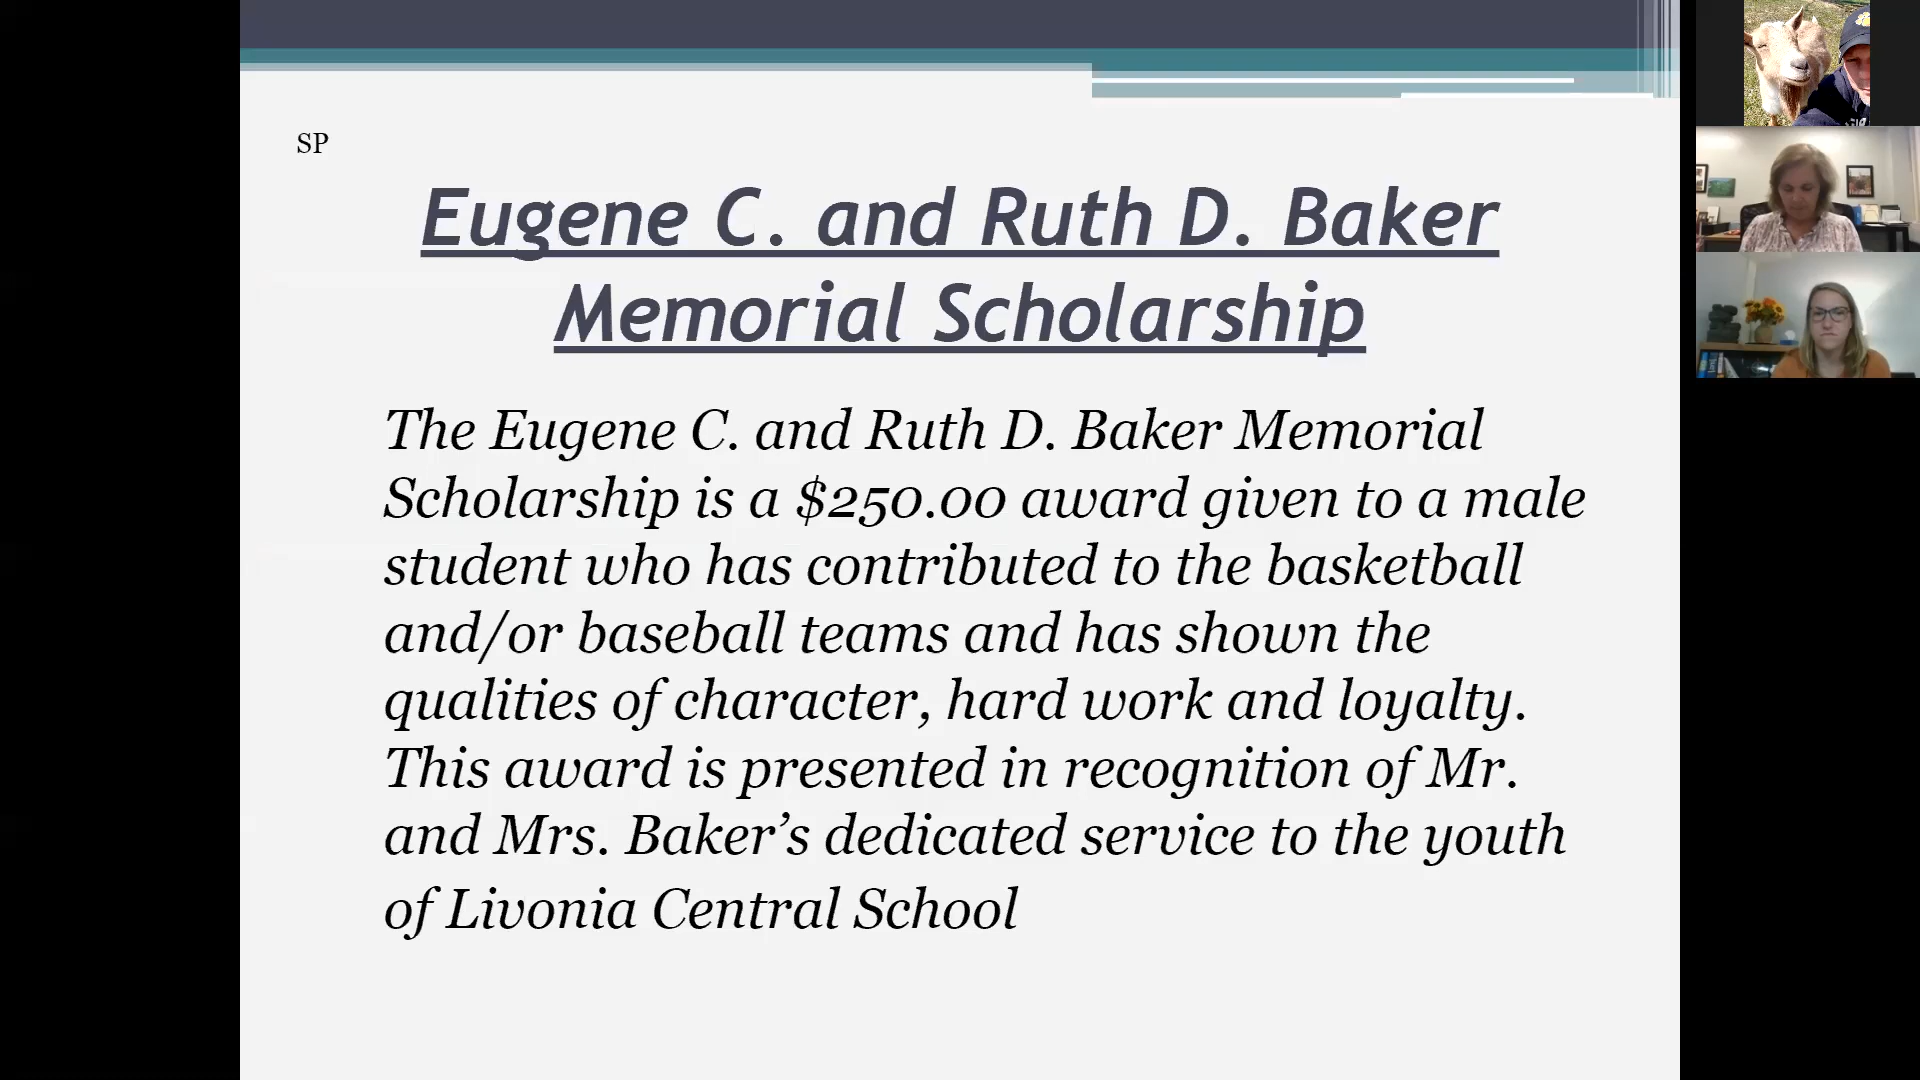 SP
Eugene C. and Ruth D. Baker
Memorial Scholarship
The Eugene C. and Ruth D. Baker Memorial
Scholarship is a $250.00 award given to a male
student who has contributed to the basketball
and/or baseball teams and has shown the
qualities of character, hard work and loyalty.
This award is presented in recognition of Mr.
and Mrs. Baker’s dedicated service to the youth
of Livonia Central School